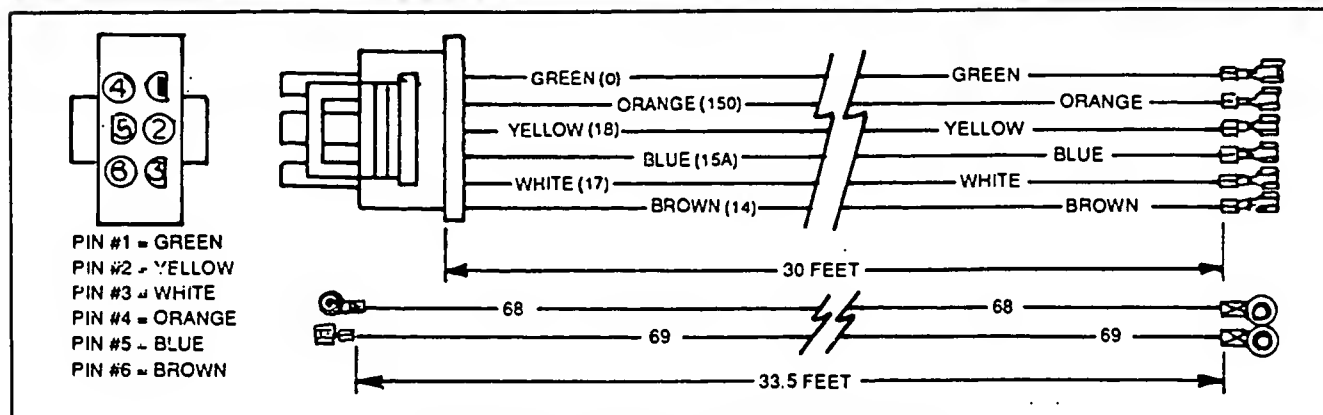 4
5 2
6 3
PIN #1 = GREEN
PIN #2 = YELLOW
PIN #3 = WHITE
PIN #4 = ORANGE
PIN #5 = BLUE
PIN #6 = BROWN
GREEN (0) GREEN
ORANGE (150) ORANGE
YELLOW (18) YELLOW
BLUE (15A) BLUE
WHITE (17) WHITE
BROWN (14) BROWN
30 FEET
68 68
69 69
33.5 FEET